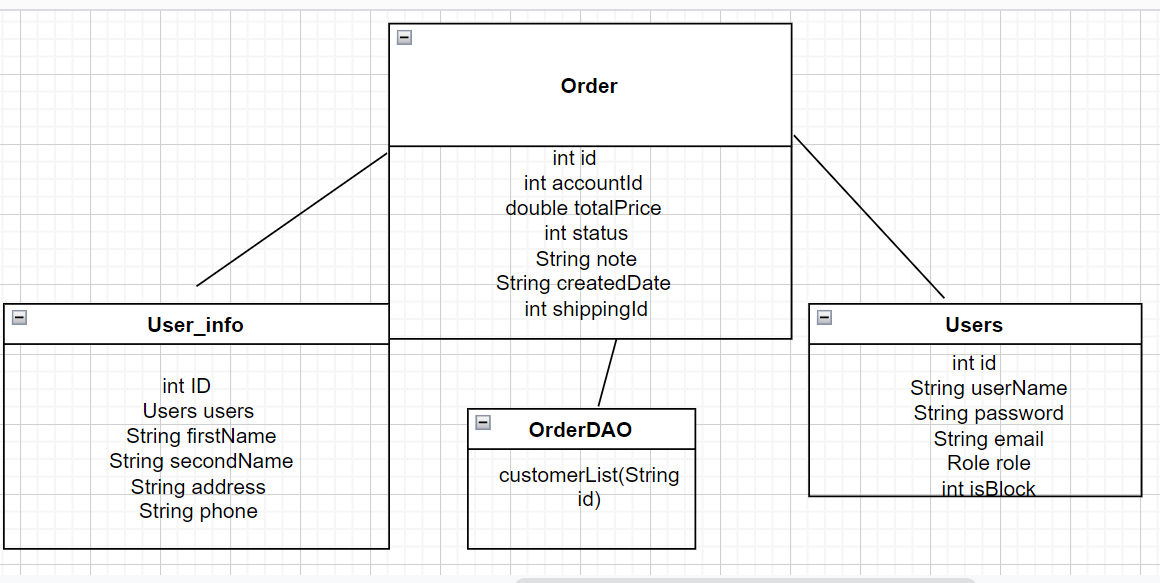 Order
int id
int accountId
double totalPrice
int status
String note
String createdDate
int shippingId
User_info
int ID
Users users
String firstName
String secondName
String address
String phone
OrderDAO
customerList(String
id)
Users
int id
String userName
String password
String email
Role role
int isBlock